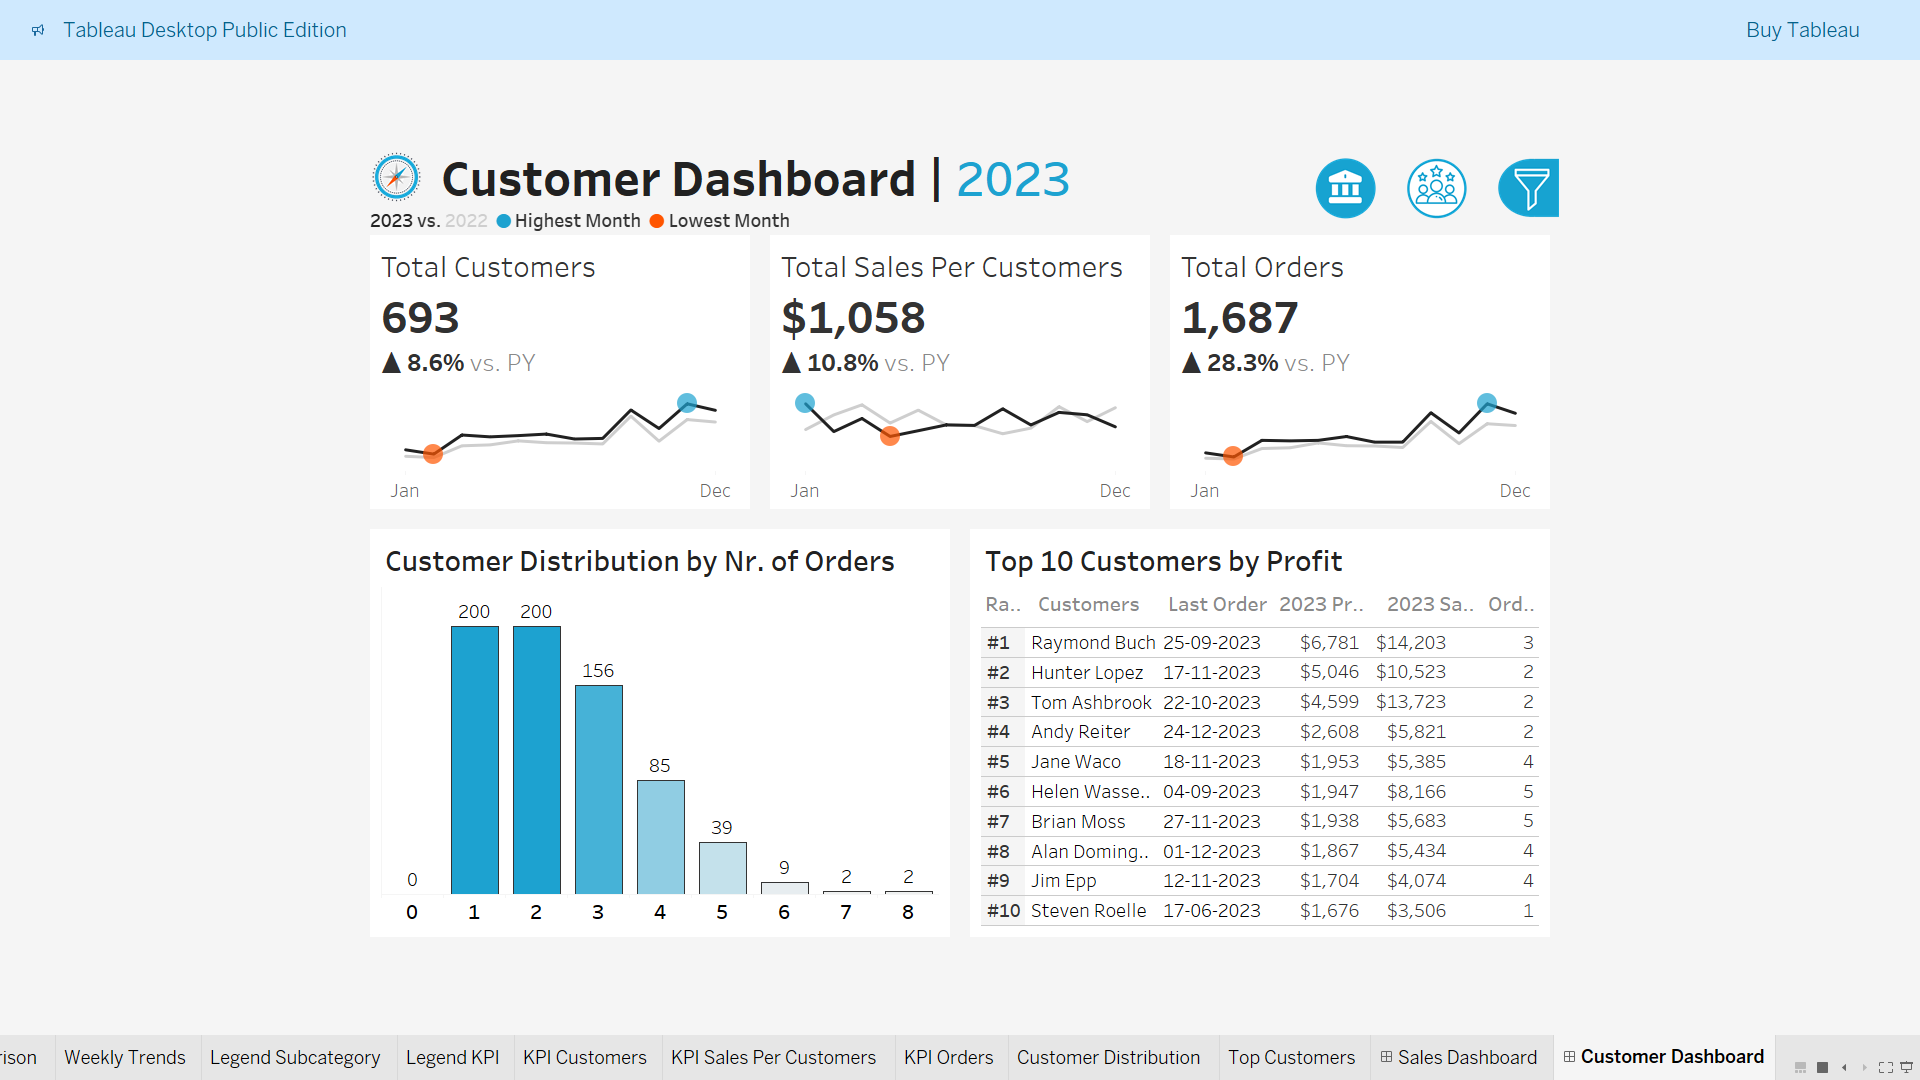 Tableau Desktop Public Edition
Buy Tableau
Customer Dashboard | 2023
2023 vs. 2022 Highest Month Lowest Month
Total Customers
693
▲ 8.6% vs. PY
Jan Dec
Total Sales Per Customers
$1,058
▲ 10.8% vs. PY
Jan Dec
Total Orders
1,687
▲ 28.3% vs. PY
Jan Dec
Customer Distribution by Nr. of Orders
0 200 200 156 85 39 9 2 2
0 1 2 3 4 5 6 7 8
Top 10 Customers by Profit
Ra.. Customers Last Order 2023 Pr.. 2023 Sa.. Ord..
#1 Raymond Buch 25-09-2023 $6,781 $14,203 3
#2 Hunter Lopez 17-11-2023 $5,046 $10,523 2
#3 Tom Ashbrook 22-10-2023 $4,599 $13,723 2
#4 Andy Reiter 24-12-2023 $2,608 $5,821 2
#5 Jane Waco 18-11-2023 $1,953 $5,385 4
#6 Helen Wasse.. 04-09-2023 $1,947 $8,166 5
#7 Brian Moss 27-11-2023 $1,938 $5,683 5
#8 Alan Doming.. 01-12-2023 $1,867 $5,434 4
#9 Jim Epp 12-11-2023 $1,704 $4,074 4
#10 Steven Roelle 17-06-2023 $1,676 $3,506 1
ison Weekly Trends Legend Subcategory Legend KPI KPI Customers KPI Sales Per Customers KPI Orders Customer Distribution Top Customers Sales Dashboard Customer Dashboard